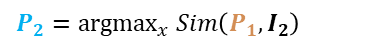 P₂ = argmaxₓ Sim(P₁, I₂)